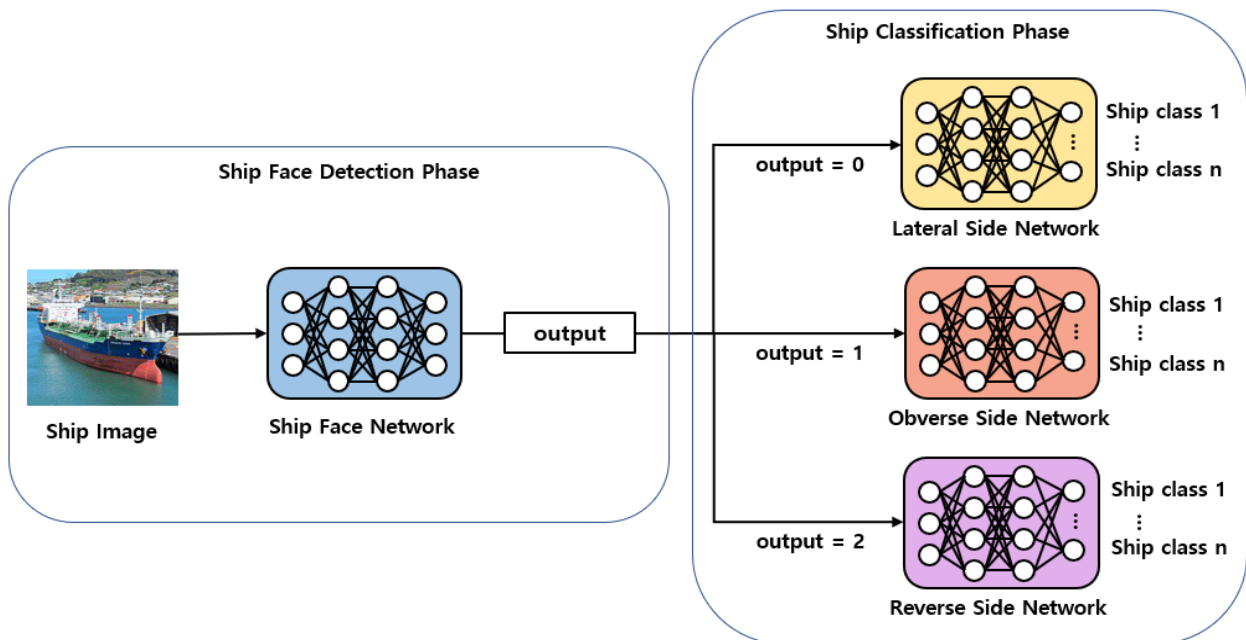 Ship Face Detection Phase
Ship Image
Ship Face Network
output
Ship Classification Phase
output = 0
Ship class 1
⋮
Ship class n
Lateral Side Network
output = 1
Ship class 1
⋮
Ship class n
Obverse Side Network
output = 2
Ship class 1
⋮
Ship class n
Reverse Side Network